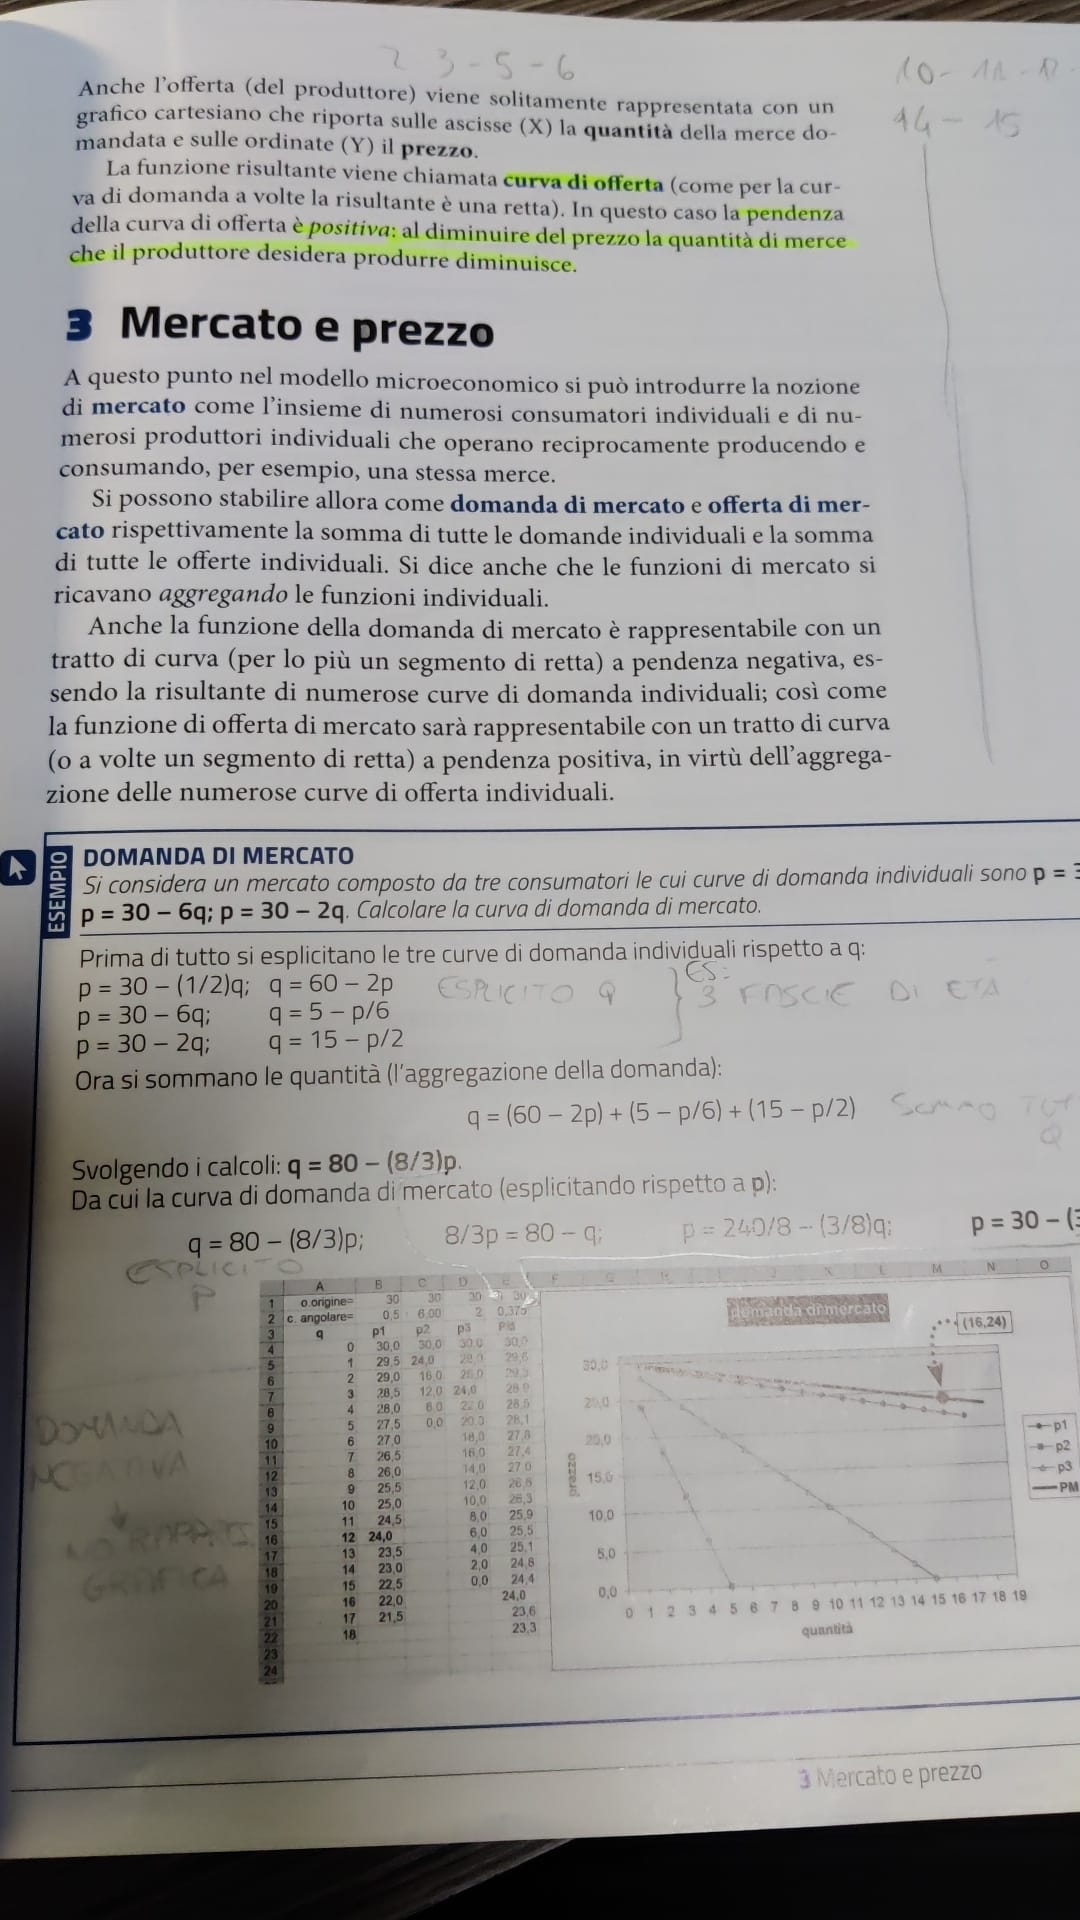 2 3-5-6
10-11-12-
14-15
Anche l'offerta (del produttore) viene solitamente rappresentata con un
grafico cartesiano che riporta sulle ascisse (X) la quantità della merce do-
mandata e sulle ordinate (Y) il prezzo.
La funzione risultante viene chiamata curva di offerta (come per la cur-
va di domanda a volte la risultante è una retta). In questo caso la pendenza
della curva di offerta è positiva: al diminuire del prezzo la quantità di merce
che il produttore desidera produrre diminuisce.
3 Mercato e prezzo
A questo punto nel modello microeconomico si può introdurre la nozione
di mercato come l'insieme di numerosi consumatori individuali e di nu-
merosi produttori individuali che operano reciprocamente producendo e
consumando, per esempio, una stessa merce.
Si possono stabilire allora come domanda di mercato e offerta di mer-
cato rispettivamente la somma di tutte le domande individuali e la somma
di tutte le offerte individuali. Si dice anche che le funzioni di mercato si
ricavano aggregando le funzioni individuali.
Anche la funzione della domanda di mercato è rappresentabile con un
tratto di curva (per lo più un segmento di retta) a pendenza negativa, es-
sendo la risultante di numerose curve di domanda individuali; così come
la funzione di offerta di mercato sarà rappresentabile con un tratto di curva
(o a volte un segmento di retta) a pendenza positiva, in virtù dell'aggrega-
zione delle numerose curve di offerta individuali.
ESEMPIO
DOMANDA DI MERCATO
Si considera un mercato composto da tre consumatori le cui curve di domanda individuali sono p = 3
p = 30 – 6q; p = 30 – 2q. Calcolare la curva di domanda di mercato.
Prima di tutto si esplicitano le tre curve di domanda individuali rispetto a q:
p = 30 – (1/2)q; q = 60 – 2p ESPLICITO Q } ES:
3 FASCIE DI ETÀ
p = 30 – 6q; q = 5 – p/6
p = 30 – 2q; q = 15 – p/2
Ora si sommano le quantità (l'aggregazione della domanda):
q = (60 – 2p) + (5 – p/6) + (15 – p/2) SOMMO TUT
Q
Svolgendo i calcoli: q = 80 – (8/3)p.
Da cui la curva di domanda di mercato (esplicitando rispetto a p):
q = 80 – (8/3)p; 8/3p = 80 – q; p = 240/8 – (3/8)q; p = 30 – (3
ESPLICITO
P
A B C D E F G H I J K L M N O
1 o.origine= 30 30 30 30
2 c. angolare= 0,5 6,00 2 0,375
3 q p1 p2 p3 PM
4 0 30,0 30,0 30,0 30,0
5 1 29,5 24,0 28,0 29,6
6 2 29,0 18,0 26,0 29,3
7 3 28,5 12,0 24,0 28,9
8 4 28,0 6,0 22,0 28,5
9 5 27,5 0,0 20,0 28,1
10 6 27,0 18,0 27,8
11 7 26,5 16,0 27,4
12 8 26,0 14,0 27,0
13 9 25,5 12,0 26,6
14 10 25,0 10,0 26,3
15 11 24,5 8,0 25,9
16 12 24,0 6,0 25,5
17 13 23,5 4,0 25,1
18 14 23,0 2,0 24,8
19 15 22,5 0,0 24,4
20 16 22,0 24,0
21 17 21,5 23,6
22 18 23,3
23
24
domanda di mercato
(16,24)
30,0
25,0
20,0
15,0
10,0
5,0
0,0
prezzo
0 1 2 3 4 5 6 7 8 9 10 11 12 13 14 15 16 17 18 19
quantità
p1
p2
p3
PM
DOMANDA
NEGATIVA
GRAFICA
3 Mercato e prezzo